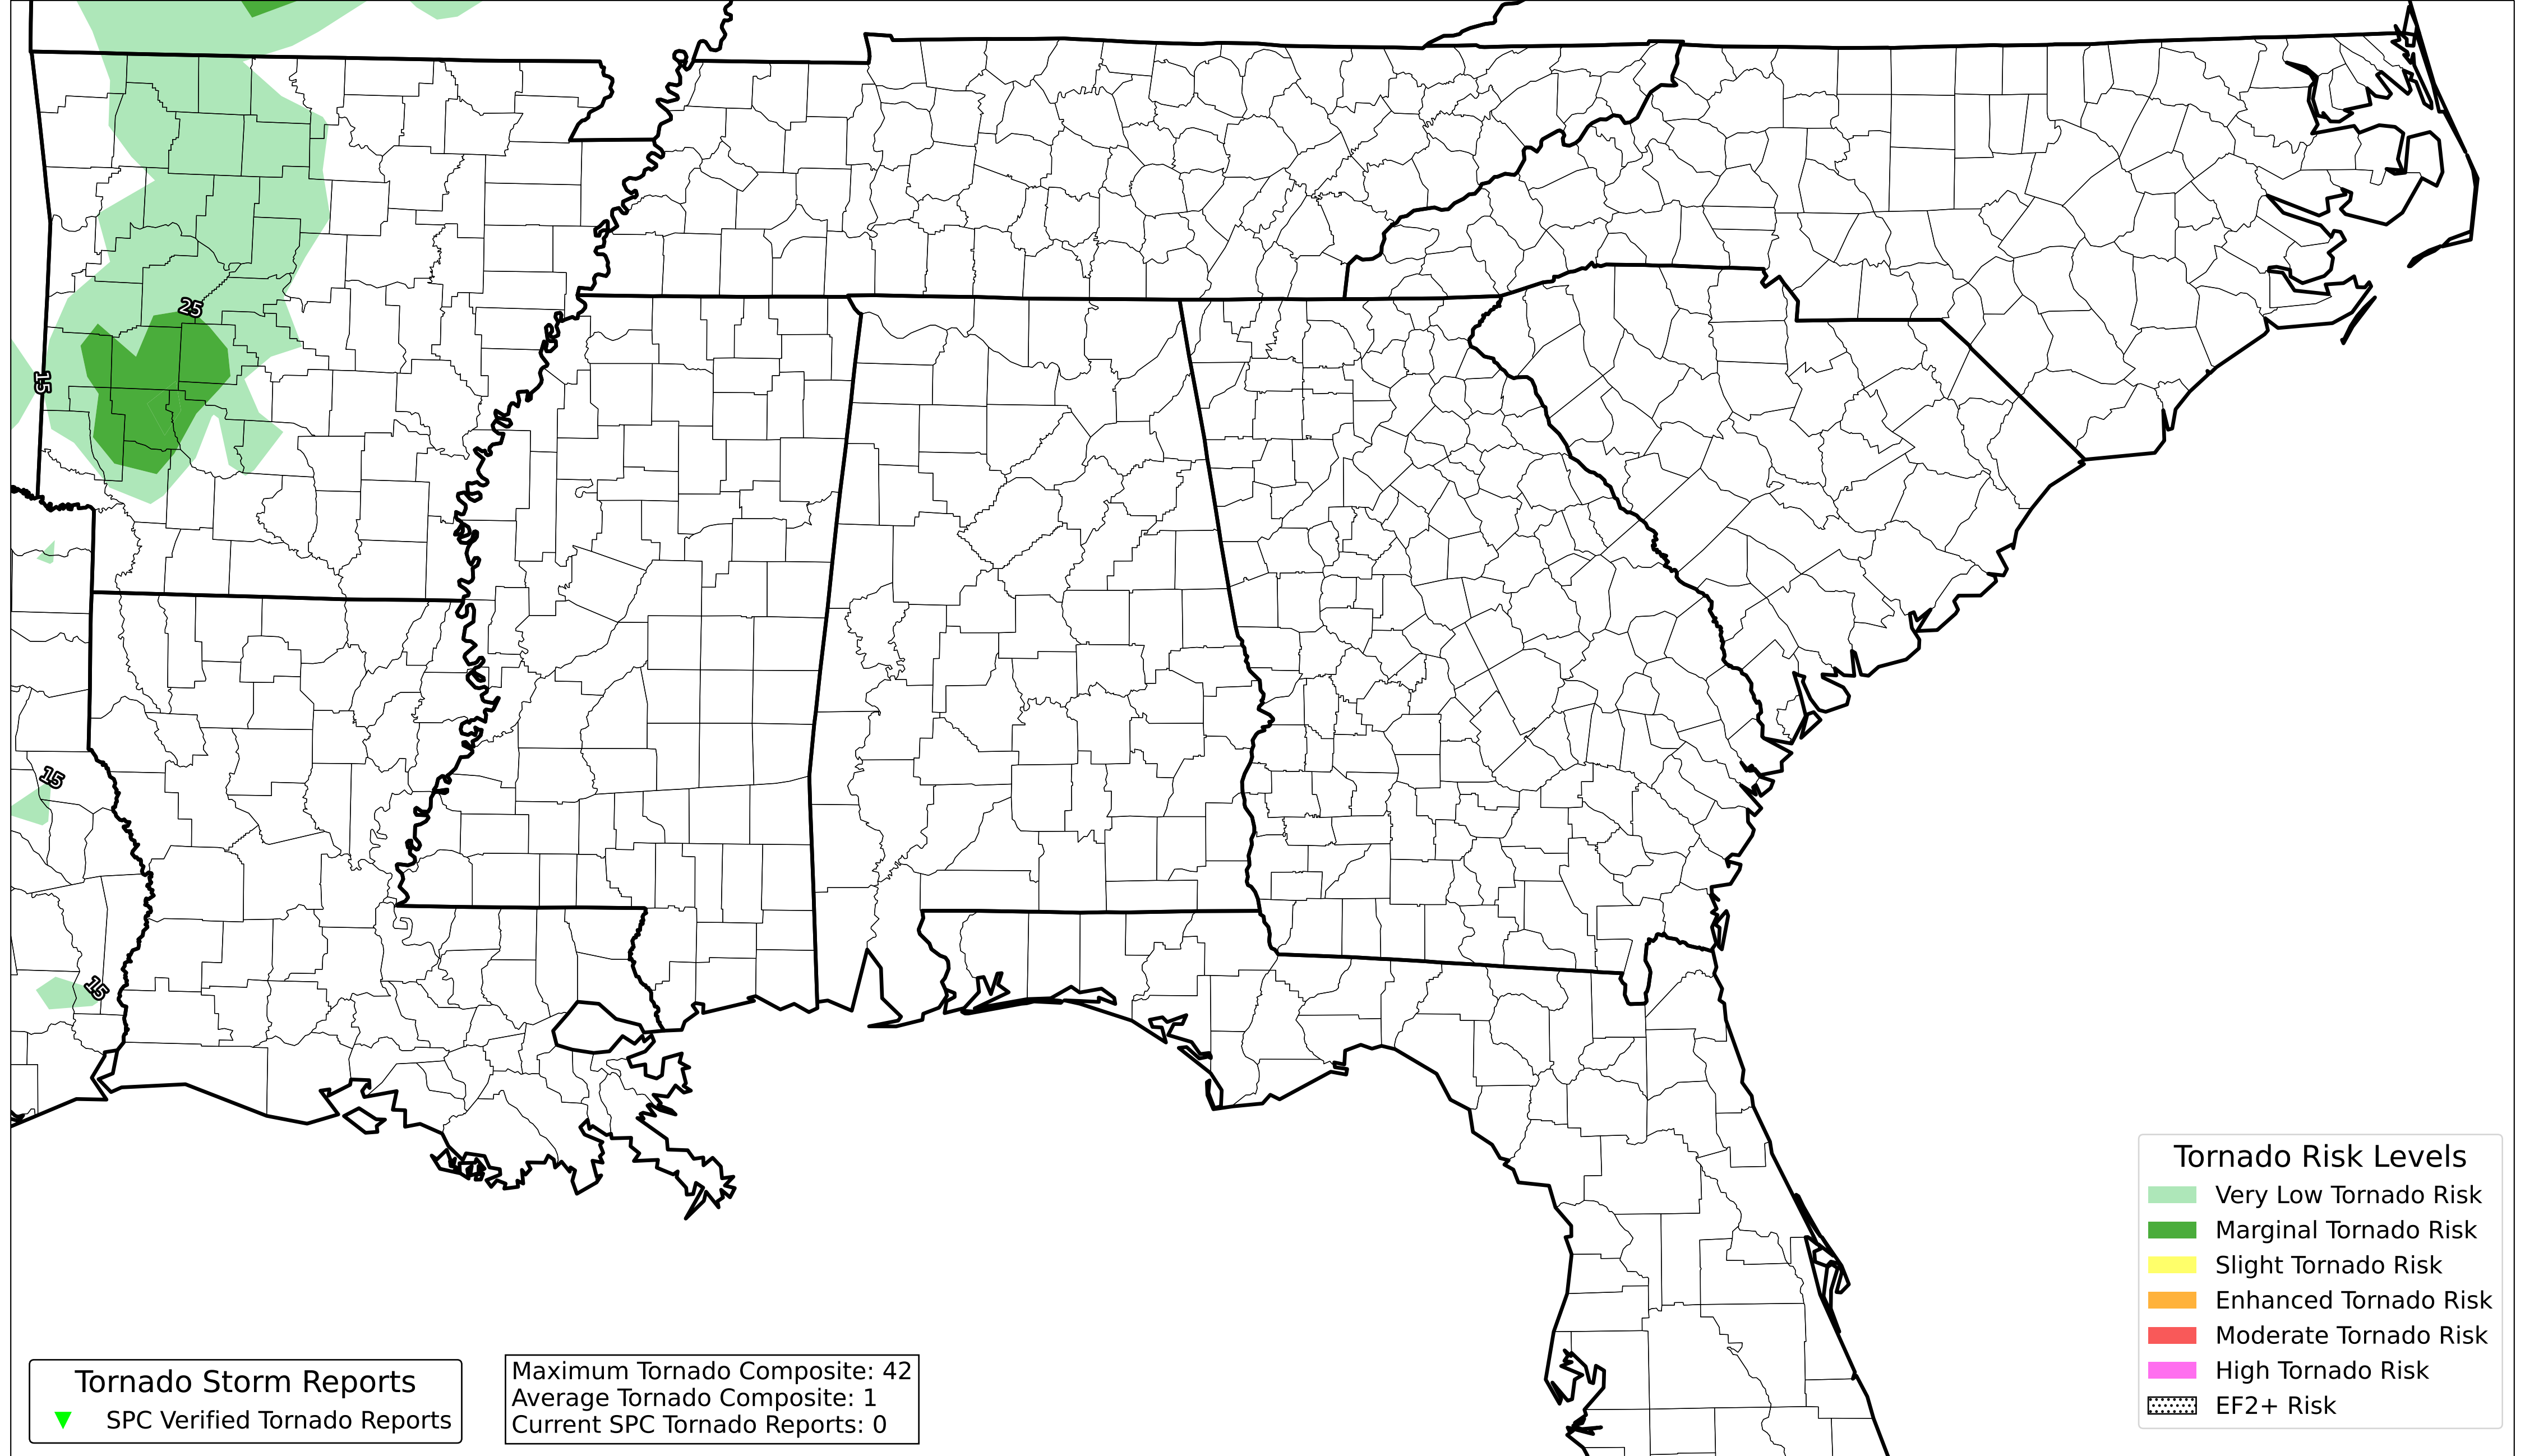 25
15
15
15
Tornado Risk Levels
Very Low Tornado Risk
Marginal Tornado Risk
Slight Tornado Risk
Enhanced Tornado Risk
Moderate Tornado Risk
High Tornado Risk
EF2+ Risk
Tornado Storm Reports
SPC Verified Tornado Reports
Maximum Tornado Composite: 42
Average Tornado Composite: 1
Current SPC Tornado Reports: 0